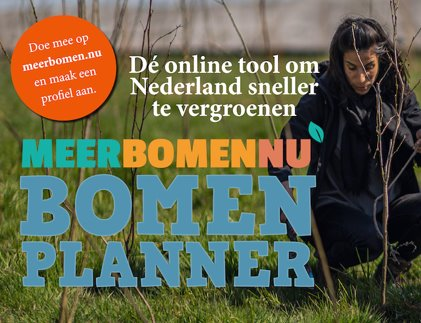 Doe mee op
meerbomen.nu
en maak een
profiel aan.
Dé online tool om
Nederland sneller
te vergroenen
MEERBOMENNU
BOMEN
PLANNER